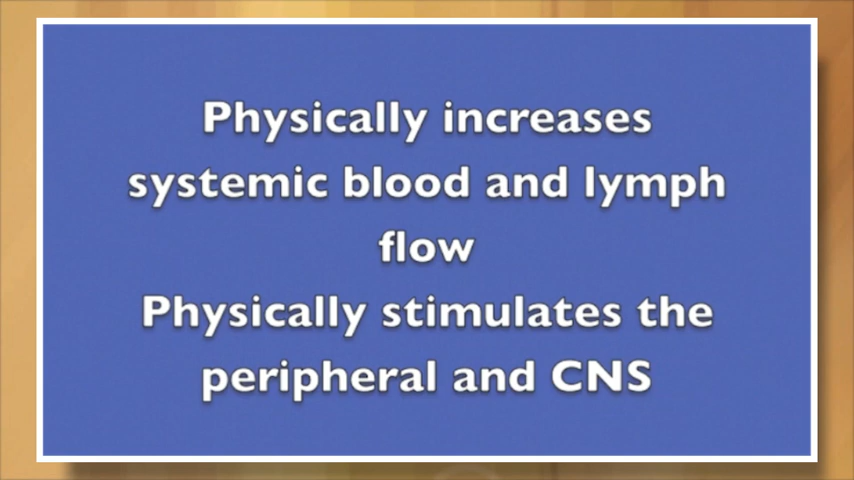 Physically increases
systemic blood and lymph
flow
Physically stimulates the
peripheral and CNS